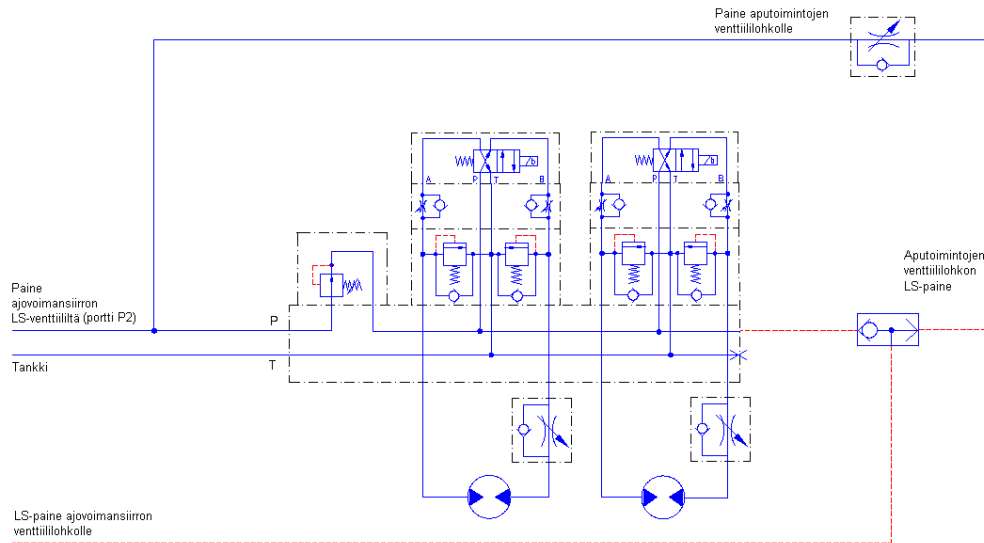 Paine aputoimintojen
venttiililohkolle
A
P
T
B
b
A
P
T
B
b
Paine
ajovoimansiirron
LS-venttiililtä (portti P2)
P
Aputoimintojen
venttiililohkon
LS-paine
Tankki
T
LS-paine ajovoimansiirron
venttiililohkolle